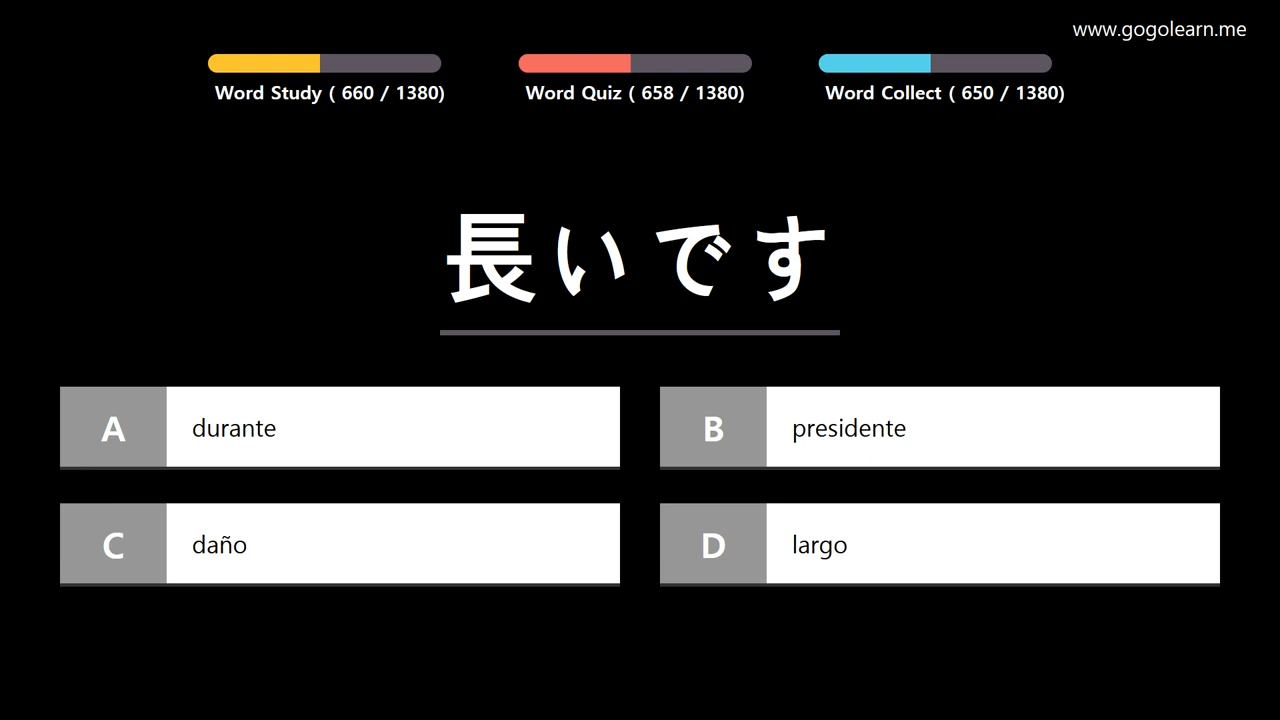 www.gogolearn.me
Word Study ( 660 / 1380)
Word Quiz ( 658 / 1380)
Word Collect ( 650 / 1380)
長いです
A durante
B presidente
C daño
D largo